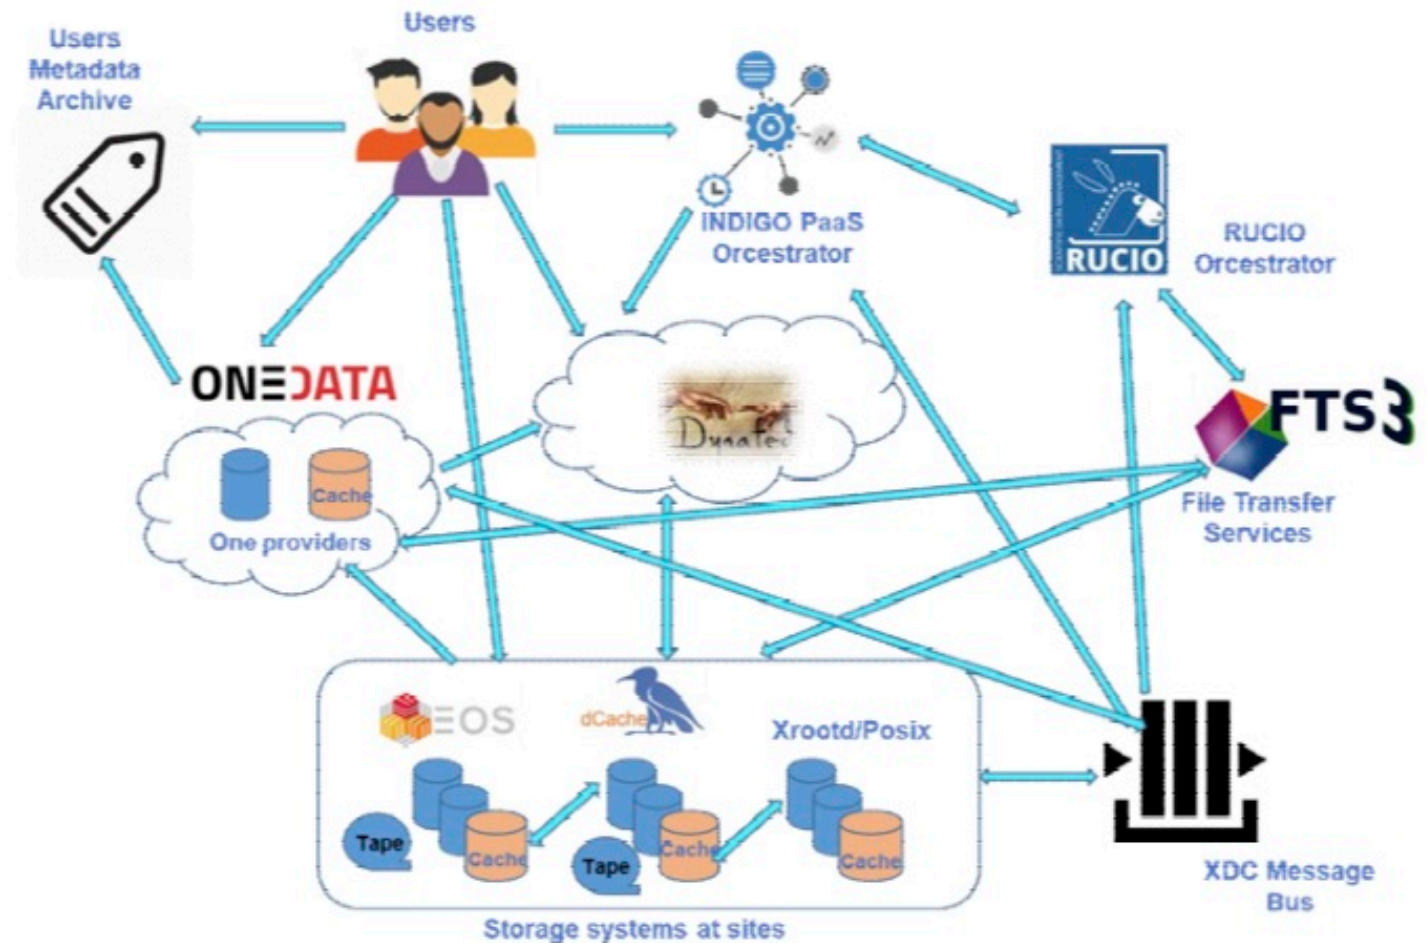 Users
Users
Metadata
Archive
INDIGO PaaS
Orcestrator
RUCIO
RUCIO
Orcestrator
ONEDATA
Cache
One providers
Dynafed
FTS3
File Transfer
Services
EOS
dCache
Xrootd/Posix
Tape
Cache
Tape
Cache
Cache
XDC Message
Bus
Storage systems at sites